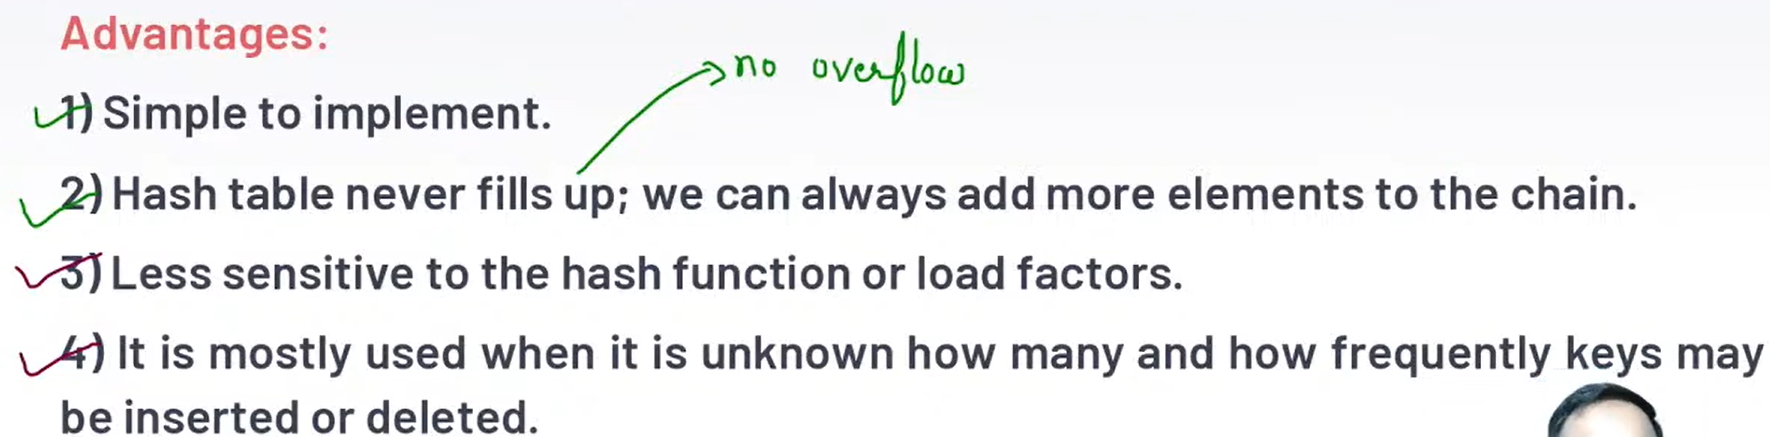 Advantages:
no overflow
1) Simple to implement.
2) Hash table never fills up; we can always add more elements to the chain.
3) Less sensitive to the hash function or load factors.
4) It is mostly used when it is unknown how many and how frequently keys may
be inserted or deleted.